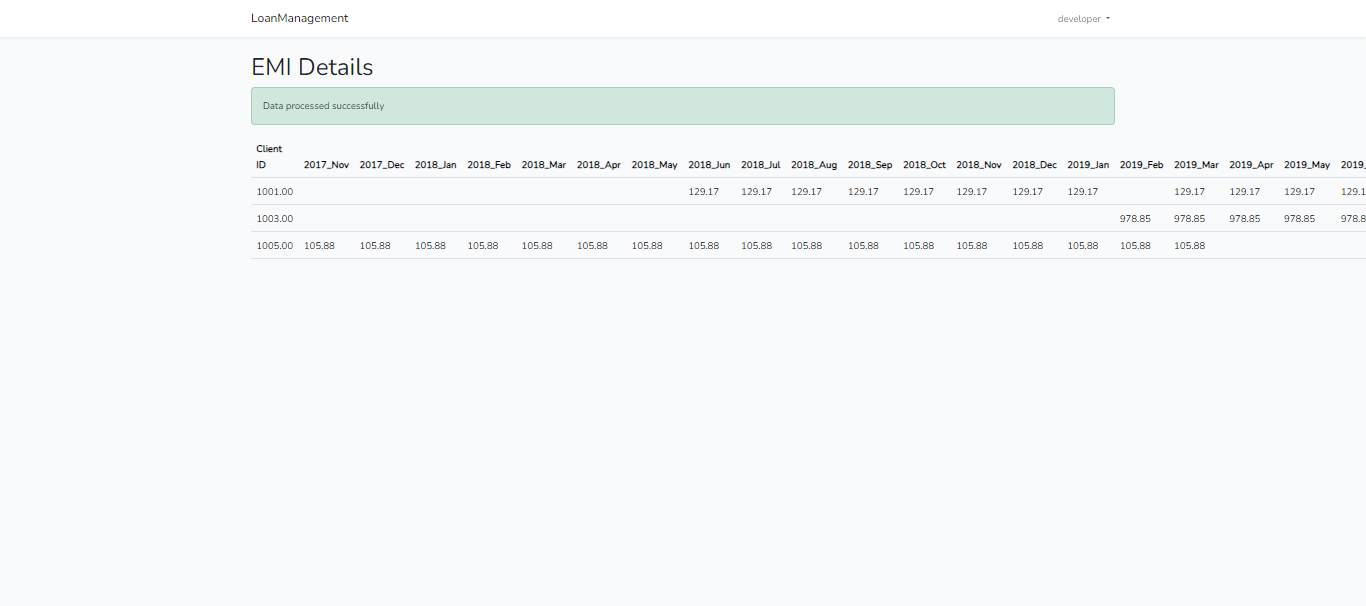 LoanManagement developer
EMI Details
Data processed successfully
Client
ID 2017_Nov 2017_Dec 2018_Jan 2018_Feb 2018_Mar 2018_Apr 2018_May 2018_Jun 2018_Jul 2018_Aug 2018_Sep 2018_Oct 2018_Nov 2018_Dec 2019_Jan 2019_Feb 2019_Mar 2019_Apr 2019_May 2019_
1001.00 129.17 129.17 129.17 129.17 129.17 129.17 129.17 129.17 129.17 129.17 129.17 129.1
1003.00 978.85 978.85 978.85 978.85 978.8
1005.00 105.88 105.88 105.88 105.88 105.88 105.88 105.88 105.88 105.88 105.88 105.88 105.88 105.88 105.88 105.88 105.88 105.88